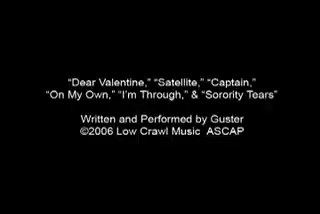 “Dear Valentine,” “Satellite,” “Captain,”
“On My Own,” “I’m Through,” & “Sorority Tears”
Written and Performed by Guster
©2006 Low Crawl Music  ASCAP